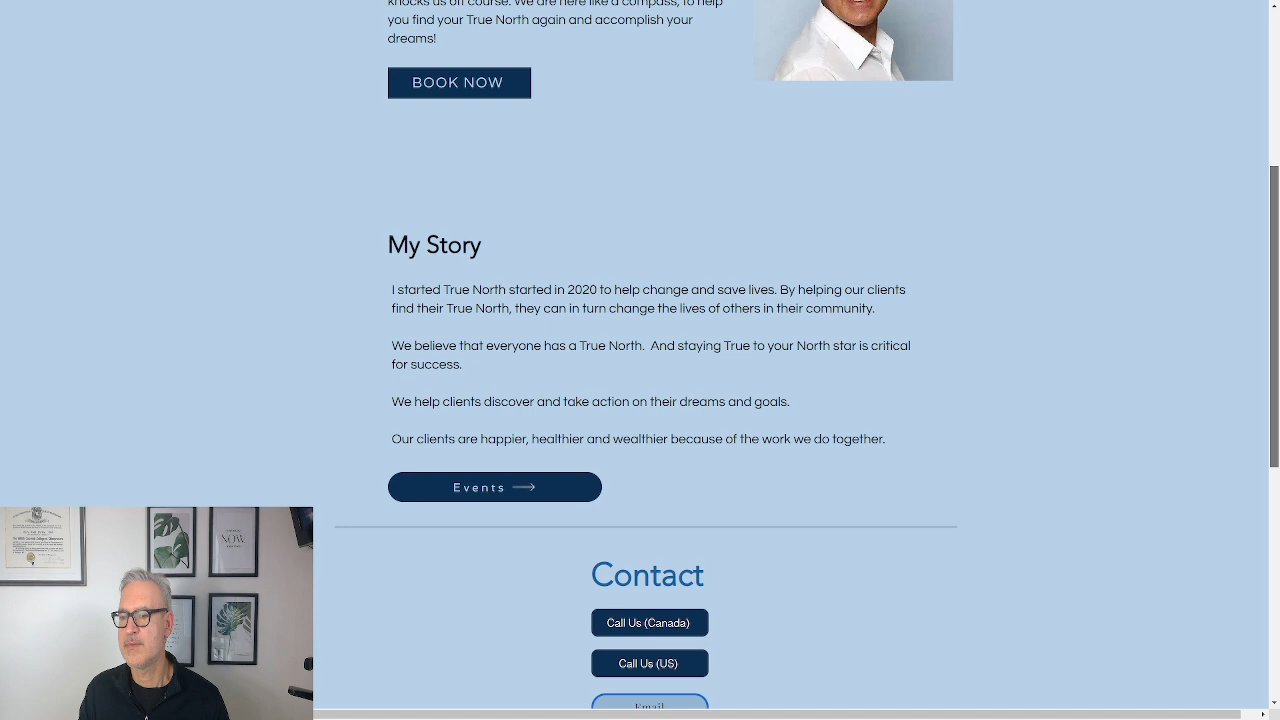 knocks us off course. We are here like a compass, to help
you find your True North again and accomplish your
dreams!
BOOK NOW
My Story
I started True North started in 2020 to help change and save lives. By helping our clients
find their True North, they can in turn change the lives of others in their community.
We believe that everyone has a True North.  And staying True to your North star is critical
for success.
We help clients discover and take action on their dreams and goals.
Our clients are happier, healthier and wealthier because of the work we do together.
Events
Contact
Call Us (Canada)
Call Us (US)
Email
NOW